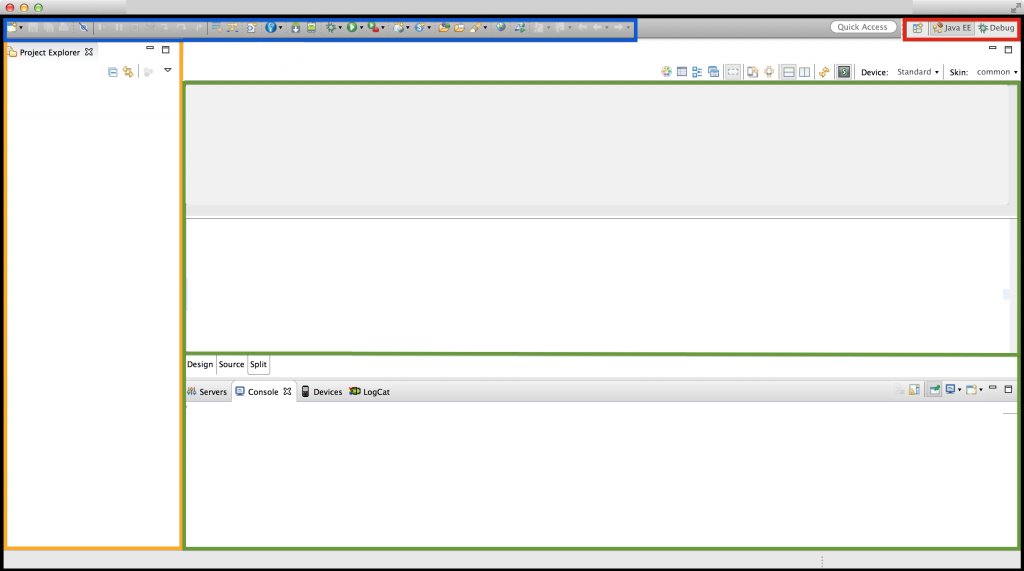 Quick Access Java EE Debug
Project Explorer
Device: Standard Skin: common
Design Source Split
Servers Console Devices LogCat